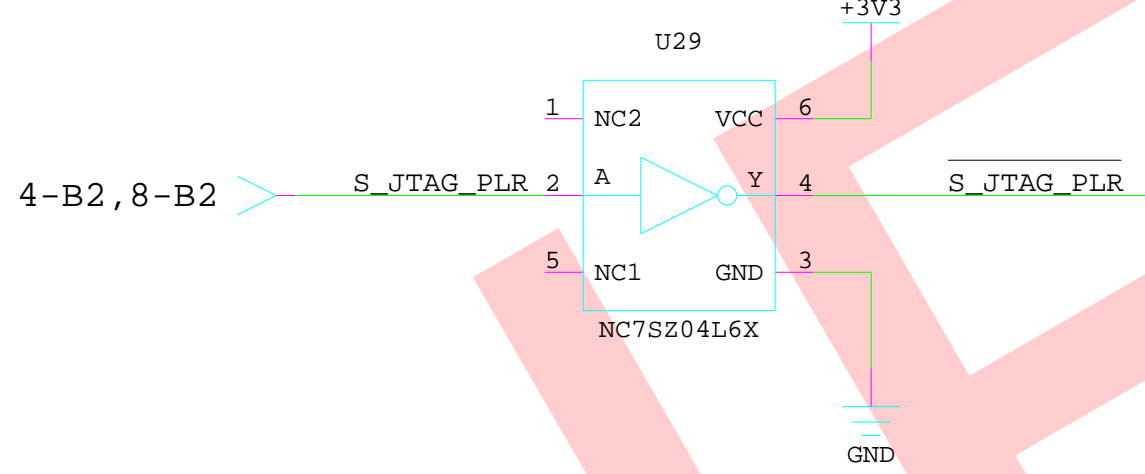 +3V3
U29
1 NC2 VCC 6
4-B2,8-B2 S_JTAG_PLR 2 A Y 4 S_JTAG_PLR
5 NC1 GND 3
NC7SZ04L6X
GND